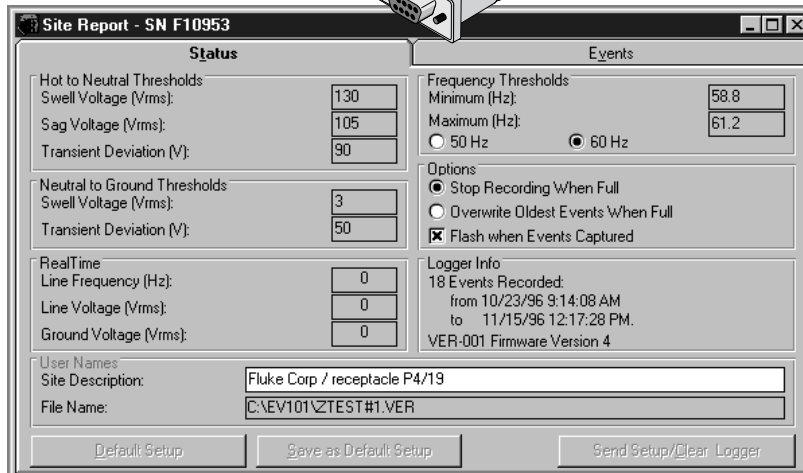 Site Report - SN F10953
Status
Events
Hot to Neutral Thresholds
Swell Voltage (Vrms): 130
Sag Voltage (Vrms): 105
Transient Deviation (V): 90
Neutral to Ground Thresholds
Swell Voltage (Vrms): 3
Transient Deviation (V): 50
RealTime
Line Frequency (Hz): 0
Line Voltage (Vrms): 0
Ground Voltage (Vrms): 0
Frequency Thresholds
Minimum (Hz): 58.8
Maximum (Hz): 61.2
50 Hz 60 Hz
Options
Stop Recording When Full
Overwrite Oldest Events When Full
Flash when Events Captured
Logger Info
18 Events Recorded:
from 10/23/96 9:14:08 AM
to 11/15/96 12:17:28 PM.
VER-001 Firmware Version 4
User Names
Site Description: Fluke Corp / receptacle P4/19
File Name: C:\EV101\ZTEST#1.VER
Default Setup
Save as Default Setup
Send Setup/Clear Logger